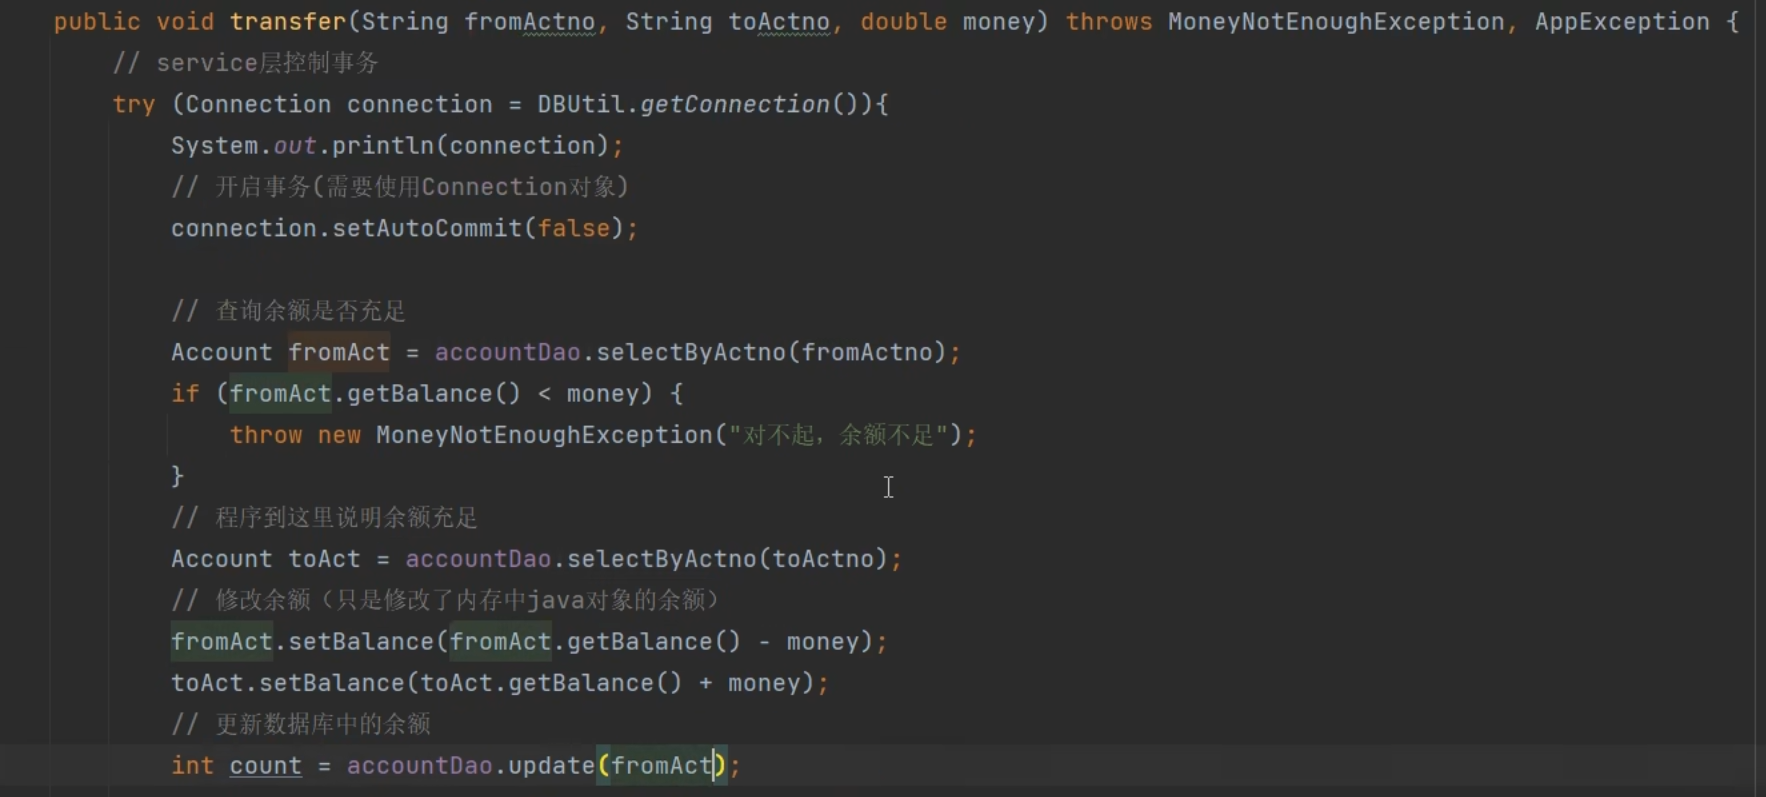 public void transfer(String fromActno, String toActno, double money) throws MoneyNotEnoughException, AppException {
// service层控制事务
try (Connection connection = DBUtil.getConnection()){
System.out.println(connection);
// 开启事务(需要使用Connection对象)
connection.setAutoCommit(false);
// 查询余额是否充足
Account fromAct = accountDao.selectByActno(fromActno);
if (fromAct.getBalance() < money) {
throw new MoneyNotEnoughException("对不起，余额不足");
}
// 程序到这里说明余额充足
Account toAct = accountDao.selectByActno(toActno);
// 修改余额（只是修改了内存中java对象的余额）
fromAct.setBalance(fromAct.getBalance() - money);
toAct.setBalance(toAct.getBalance() + money);
// 更新数据库中的余额
int count = accountDao.update(fromAct);